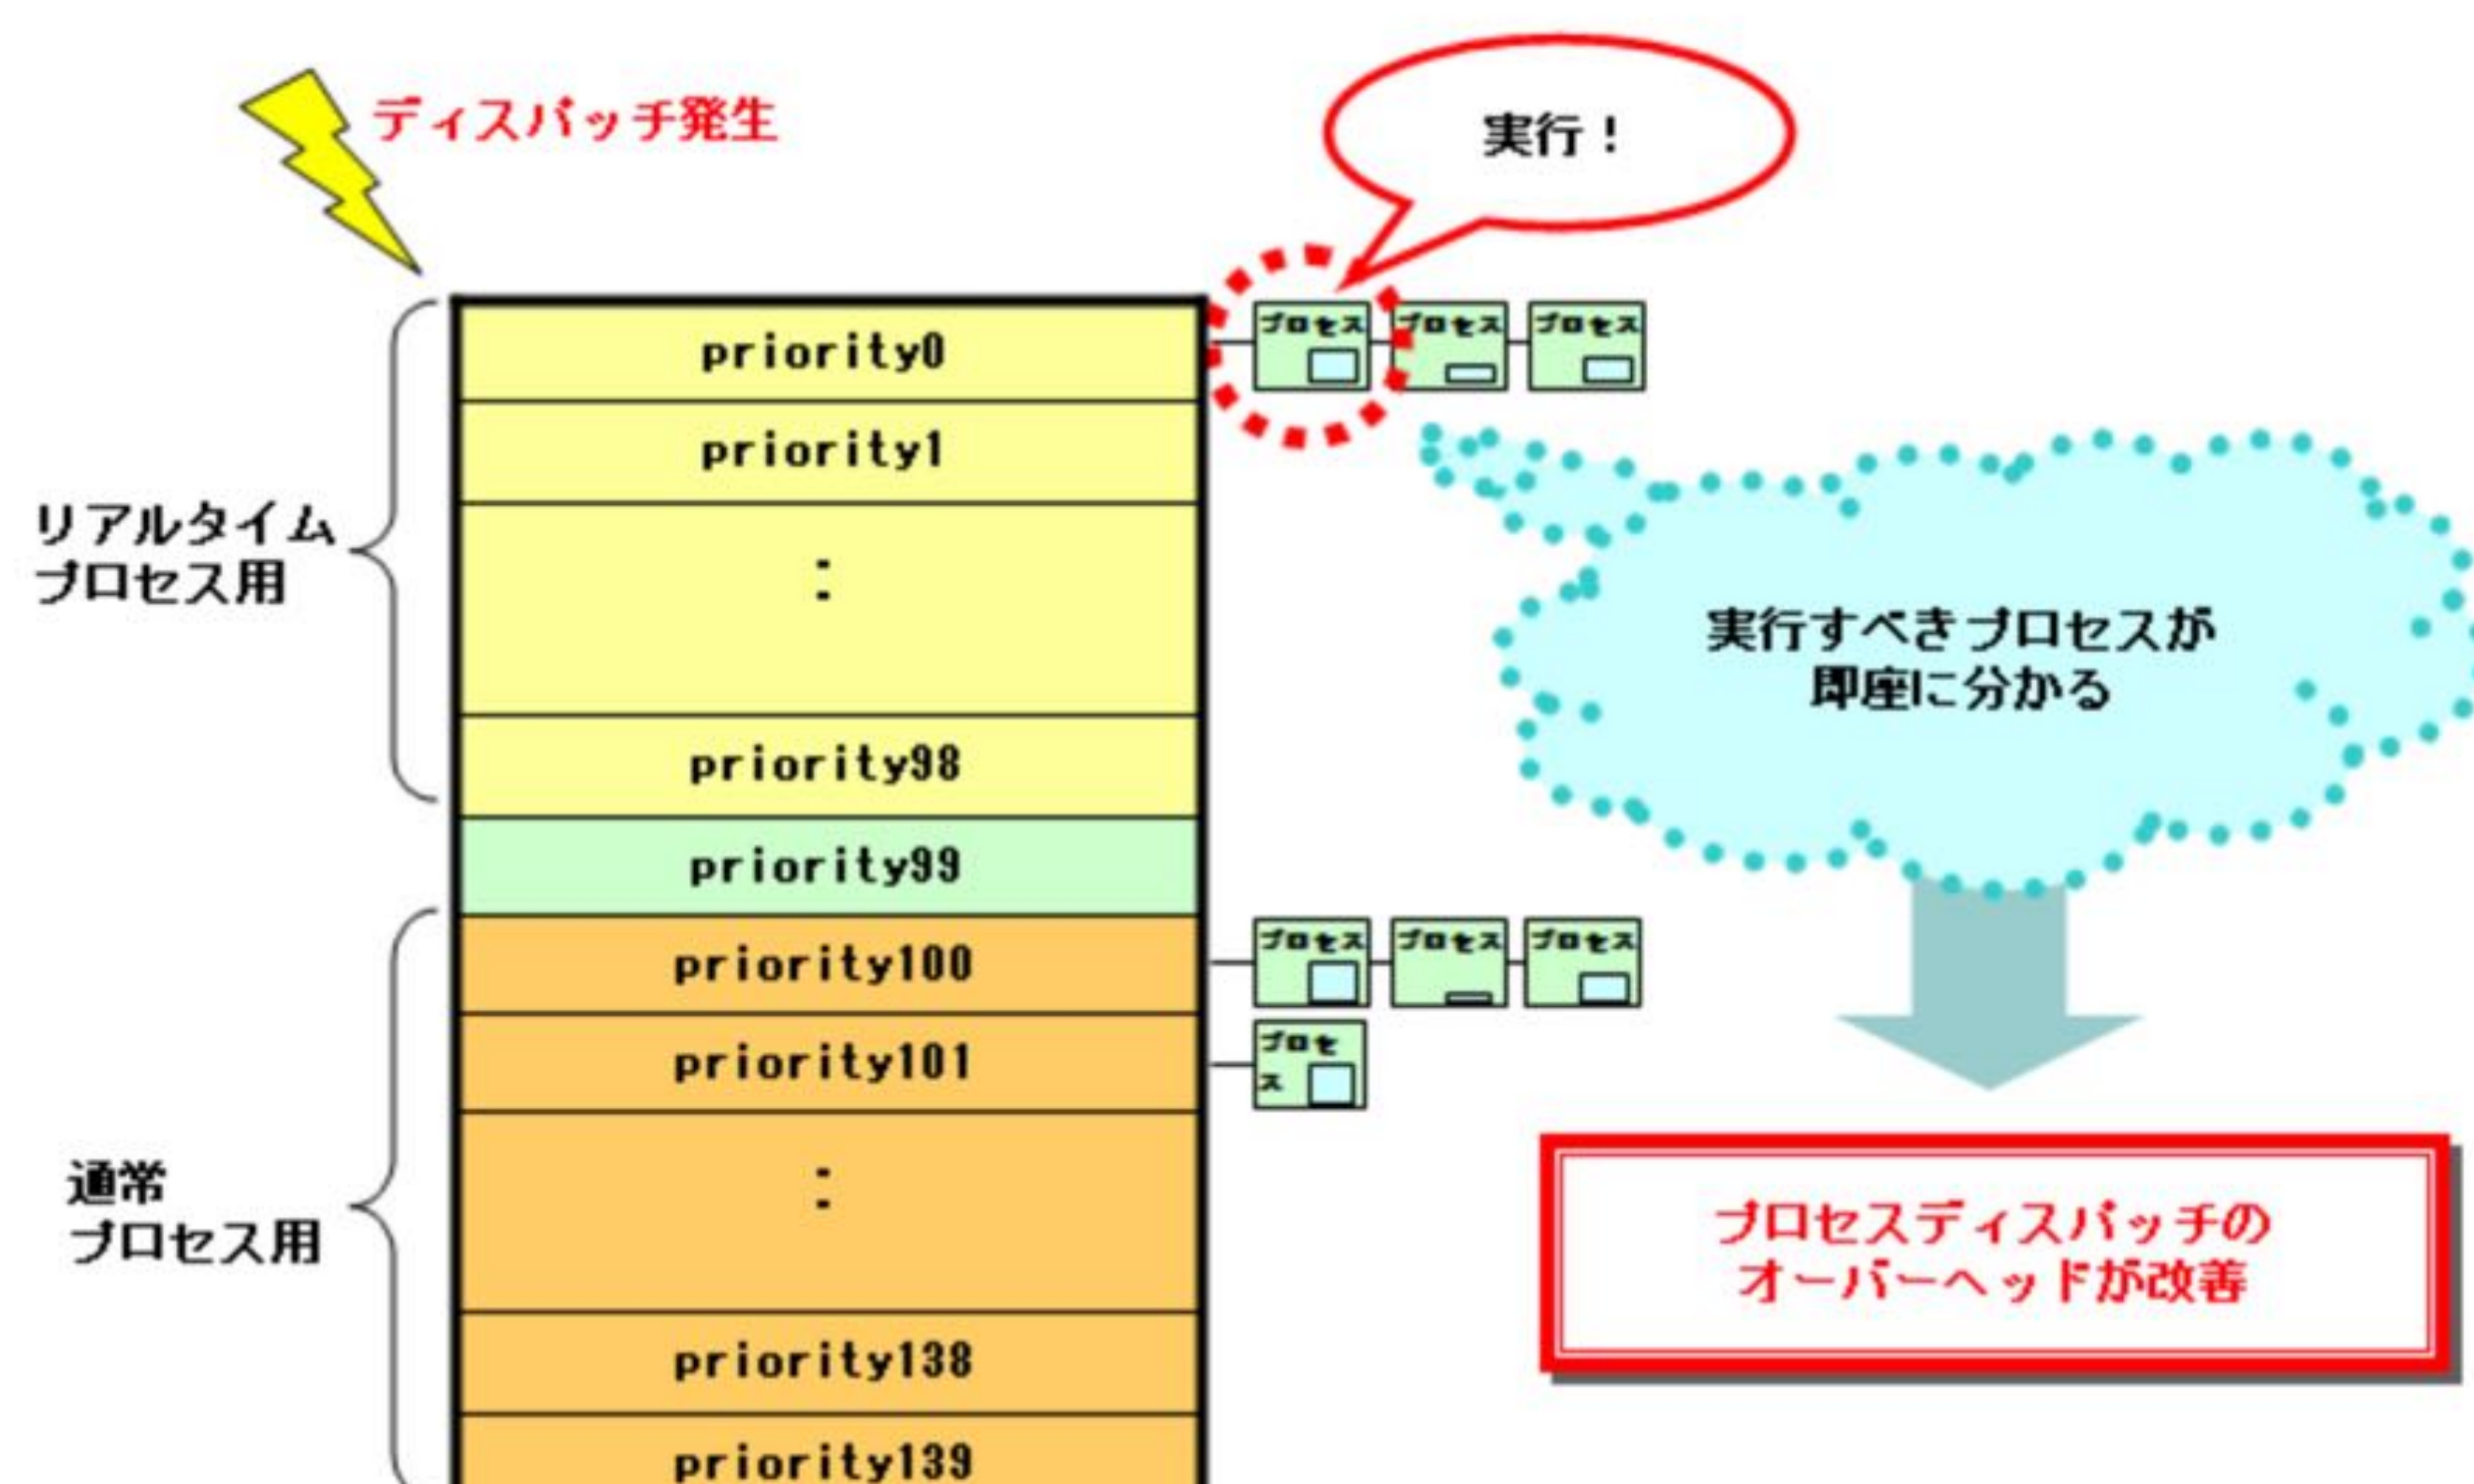 ディスパッチ発生
実行！
priority0
プロセス
プロセス
プロセス
priority1
リアルタイム
プロセス用
:
実行すべきプロセスが
即座に分かる
priority98
priority99
priority100
プロセス
プロセス
プロセス
priority101
プロセ
ス
通常
プロセス用
:
プロセスディスパッチの
オーバーヘッドが改善
priority138
priority139